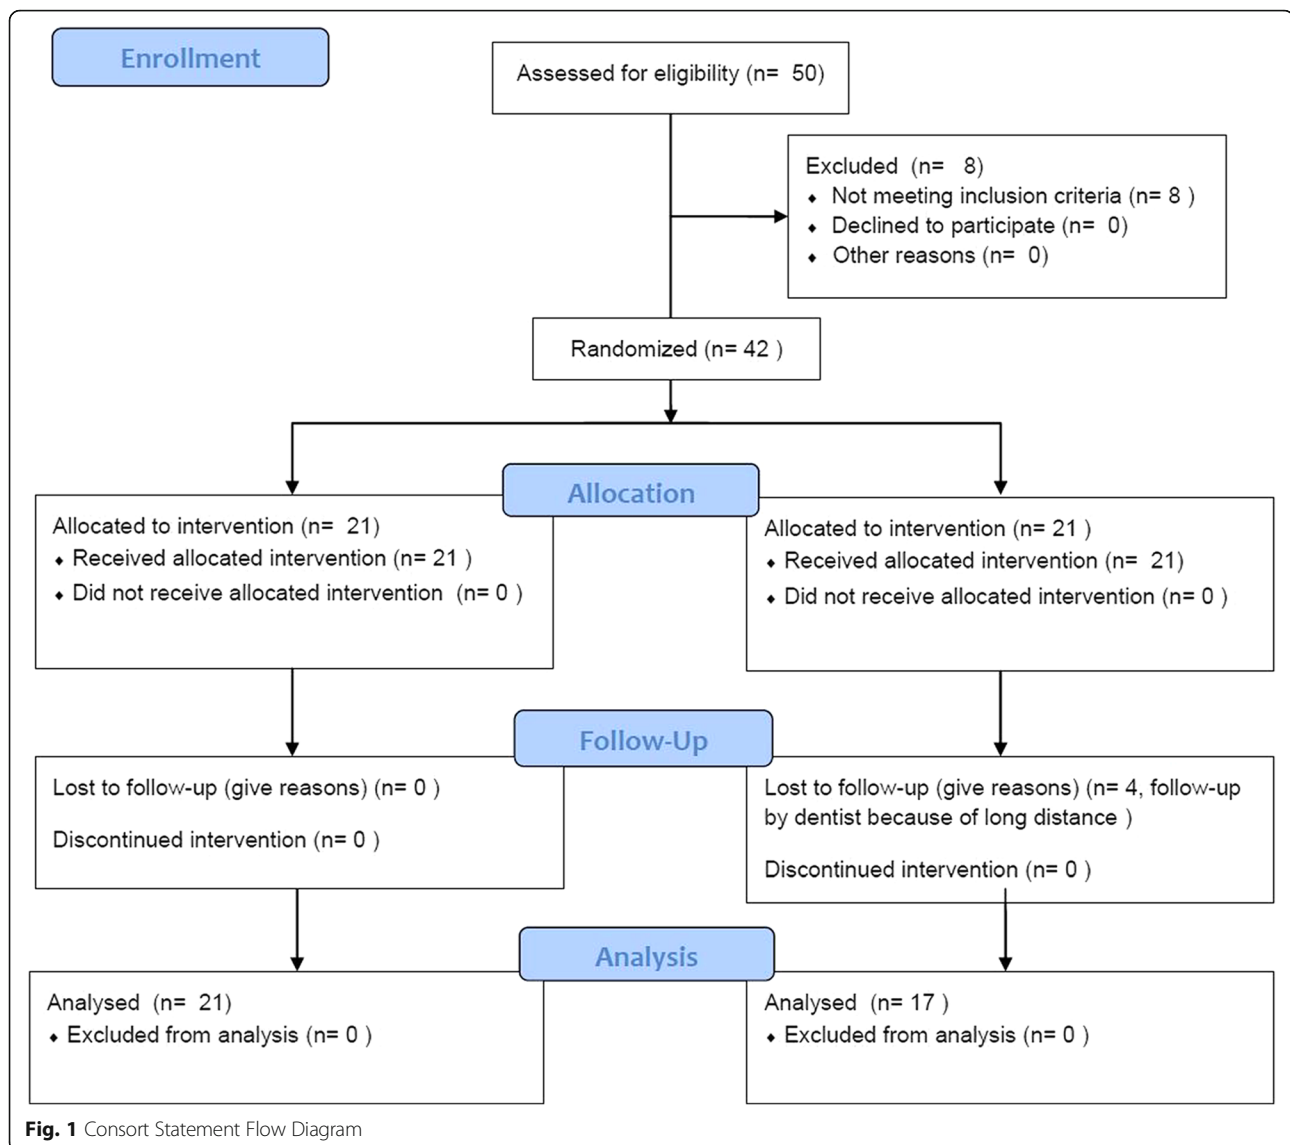 Enrollment
Assessed for eligibility (n=  50)
Excluded  (n=   8)
⬧ Not meeting inclusion criteria (n= 8 )
⬧ Declined to participate (n=  0)
⬧ Other reasons (n=  0)
Randomized (n= 42 )
Allocation
Allocated to intervention (n=  21)
⬧ Received allocated intervention (n= 21 )
⬧ Did not receive allocated intervention  (n= 0 )
Allocated to intervention (n= 21 )
⬧ Received allocated intervention (n=  21)
⬧ Did not receive allocated intervention (n= 0 )
Follow-Up
Lost to follow-up (give reasons) (n= 0 )
Discontinued intervention (n= 0 )
Lost to follow-up (give reasons) (n= 4, follow-up
by dentist because of long distance )
Discontinued intervention (n= 0 )
Analysis
Analysed  (n=  21)
⬧ Excluded from analysis (n= 0 )
Analysed  (n= 17 )
⬧ Excluded from analysis (n= 0 )
Fig. 1 Consort Statement Flow Diagram